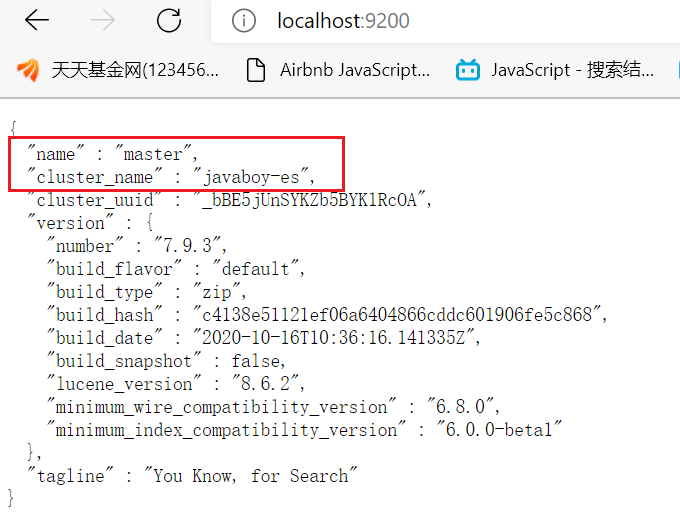 localhost:9200
天天基金网(123456... Airbnb JavaScript... JavaScript - 搜索结...
{
"name" : "master",
"cluster_name" : "javaboy-es",
"cluster_uuid" : "_bBE5jUnSYKZb5BYK1RcOA",
"version" : {
"number" : "7.9.3",
"build_flavor" : "default",
"build_type" : "zip",
"build_hash" : "c4138e51121ef06a6404866cddc601906fe5c868",
"build_date" : "2020-10-16T10:36:16.141335Z",
"build_snapshot" : false,
"lucene_version" : "8.6.2",
"minimum_wire_compatibility_version" : "6.8.0",
"minimum_index_compatibility_version" : "6.0.0-beta1"
},
"tagline" : "You Know, for Search"
}